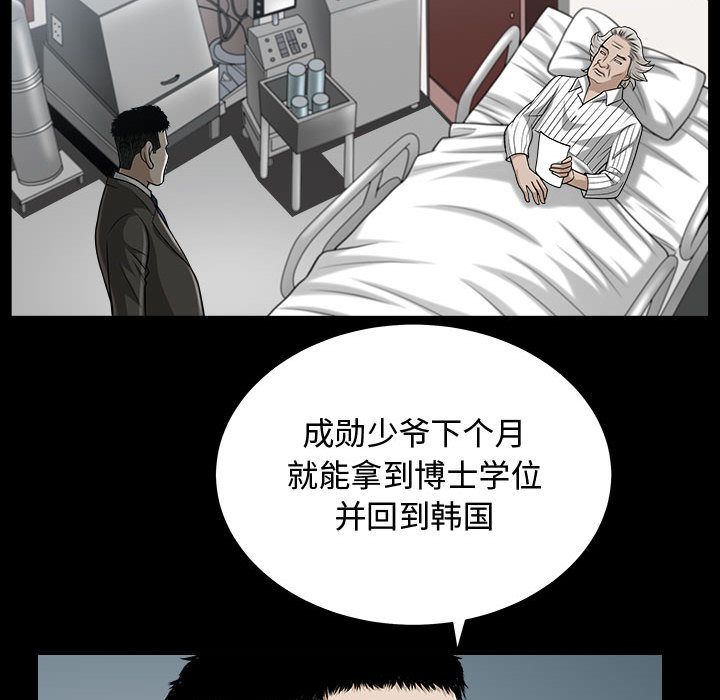 成勋少爷下个月
就能拿到博士学位
并回到韩国